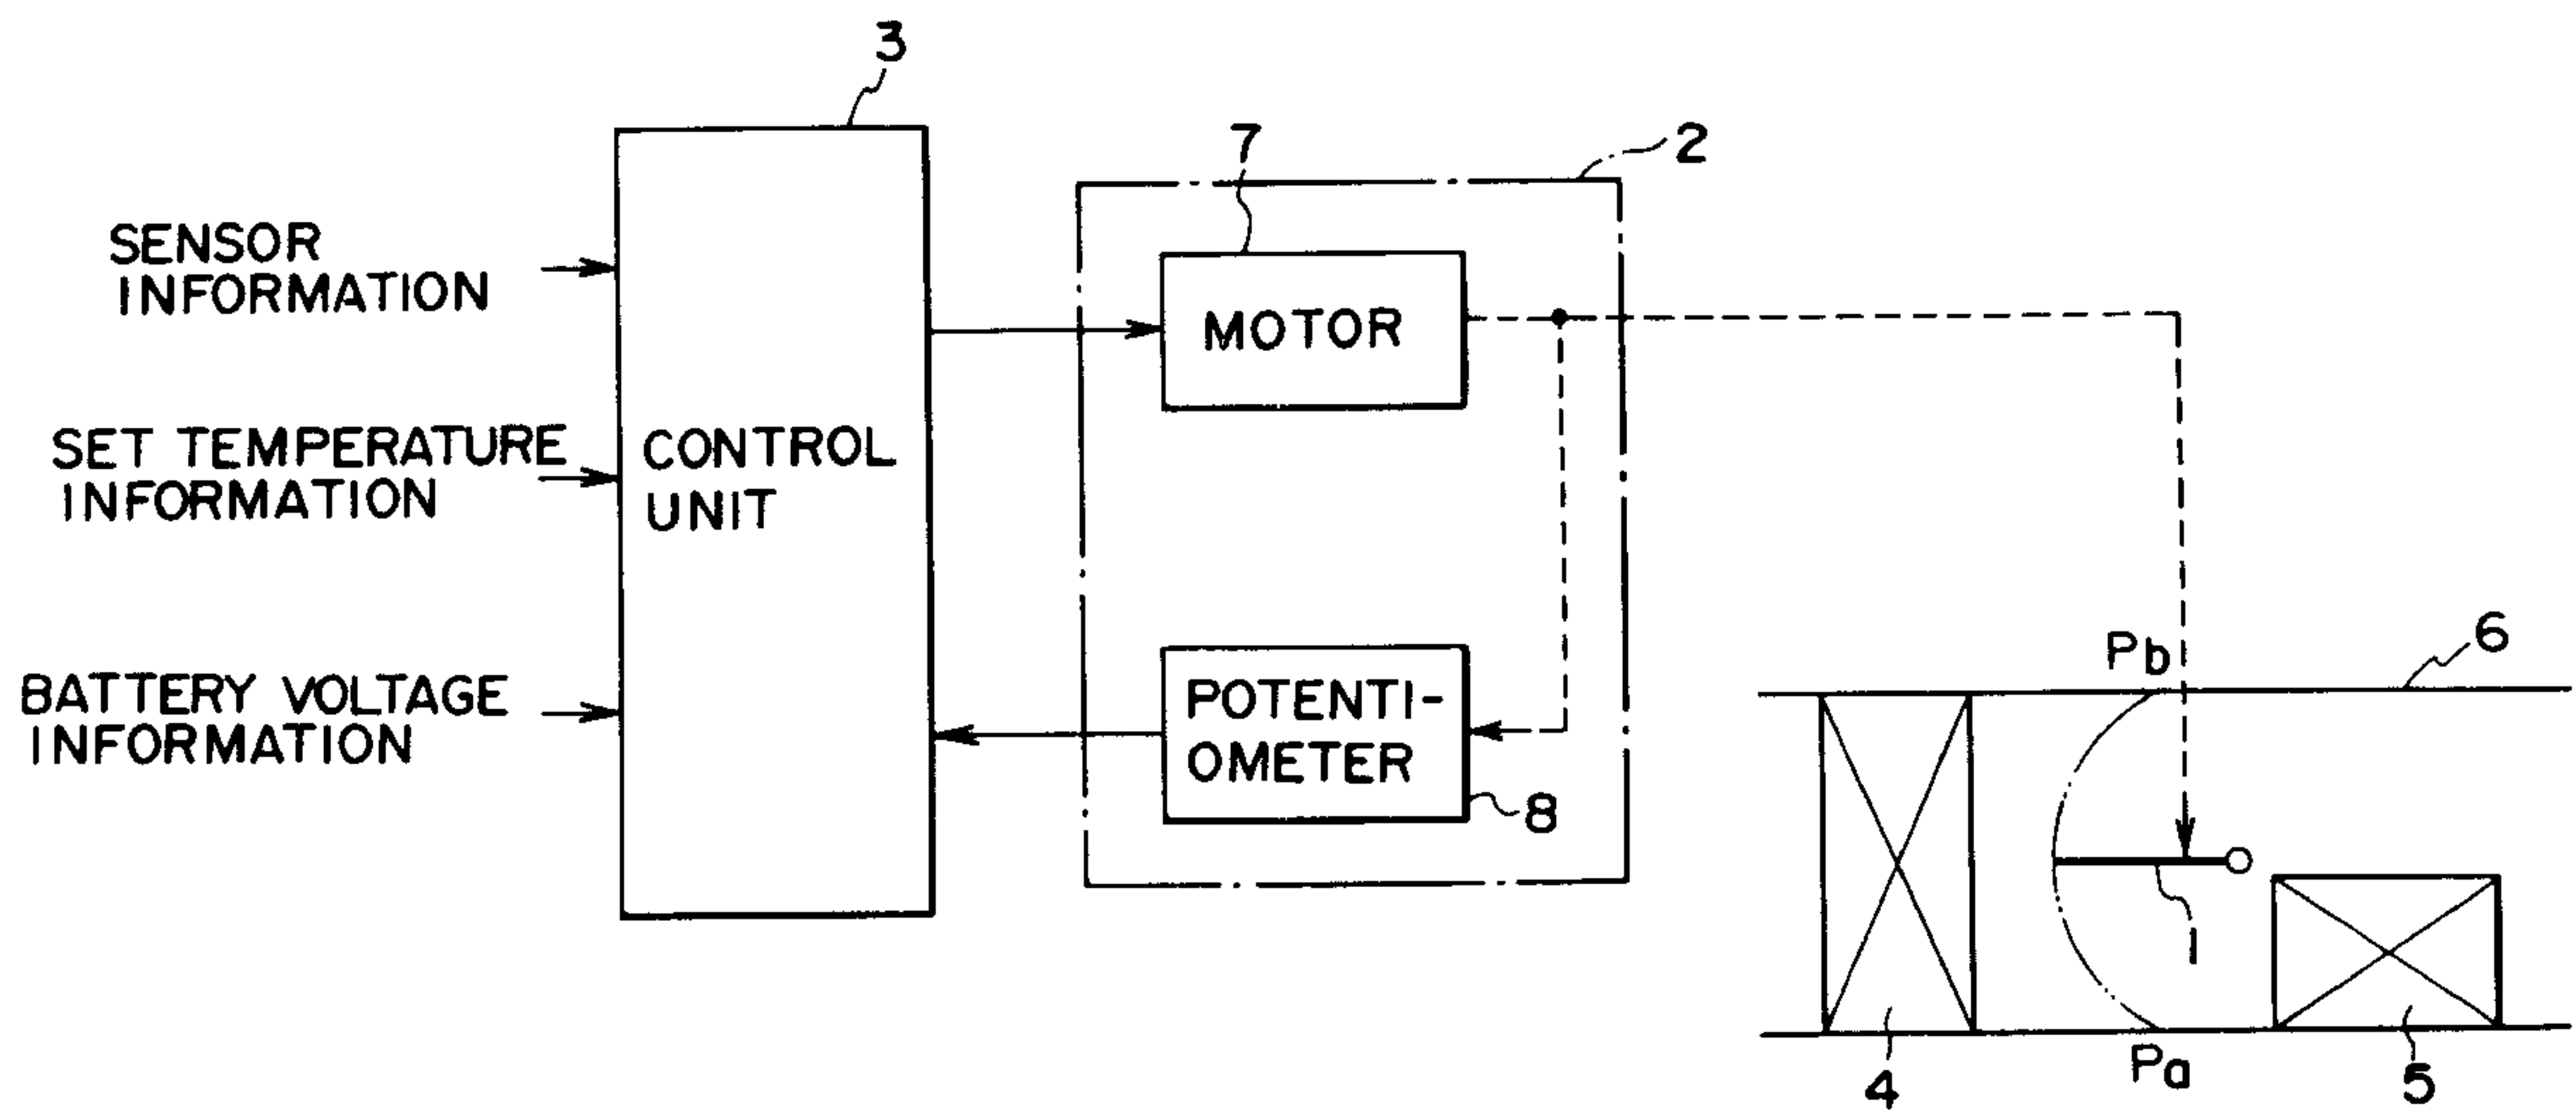 3
2
7
SENSOR
INFORMATION
MOTOR
SET TEMPERATURE
INFORMATION
CONTROL
UNIT
BATTERY VOLTAGE
INFORMATION
POTENTI-
OMETER
8
Pb
6
1
4
Pa
5